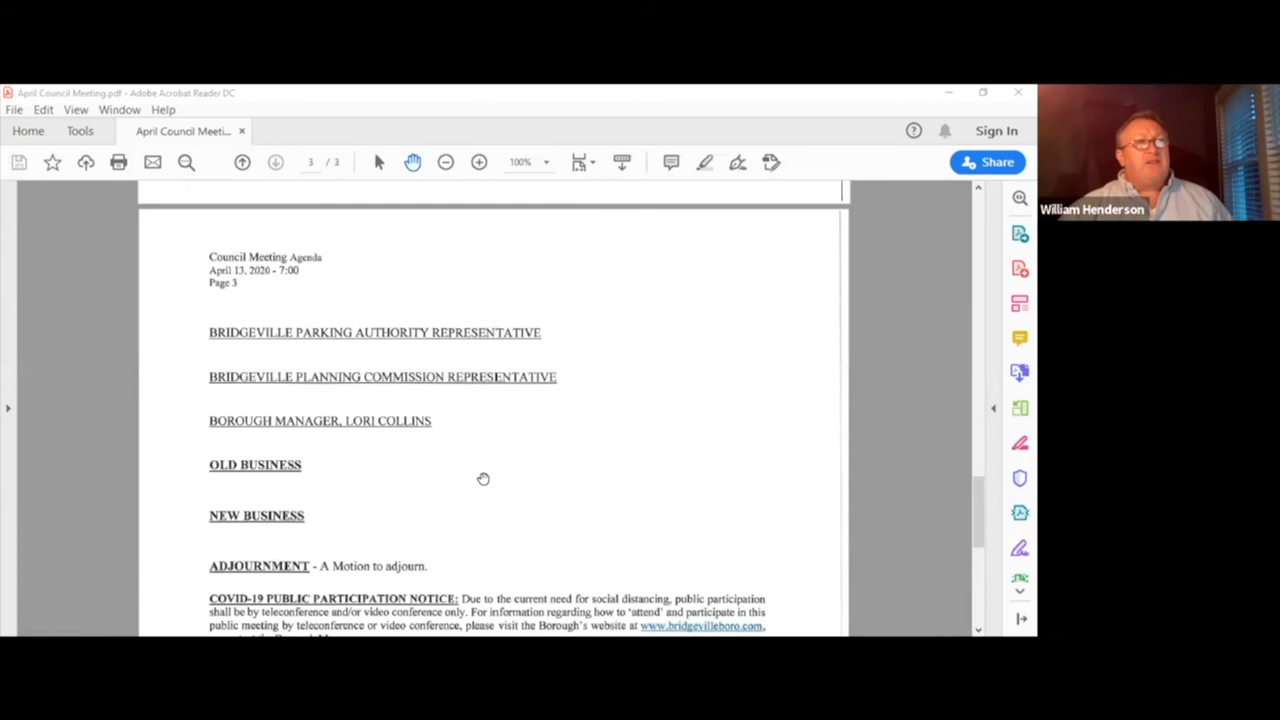 April Council Meeting.pdf - Adobe Acrobat Reader DC
File Edit View Window Help
Home Tools April Council Meeti... × Sign In
3 / 3 100% Share
William Henderson
Council Meeting Agenda
April 13, 2020 - 7:00
Page 3
BRIDGEVILLE PARKING AUTHORITY REPRESENTATIVE
BRIDGEVILLE PLANNING COMMISSION REPRESENTATIVE
BOROUGH MANAGER, LORI COLLINS
OLD BUSINESS
NEW BUSINESS
ADJOURNMENT - A Motion to adjourn.
COVID-19 PUBLIC PARTICIPATION NOTICE: Due to the current need for social distancing, public participation
shall be by teleconference and/or video conference only. For information regarding how to 'attend' and participate in this
public meeting by teleconference or video conference, please visit the Borough's website at www.bridgevilleboro.com,